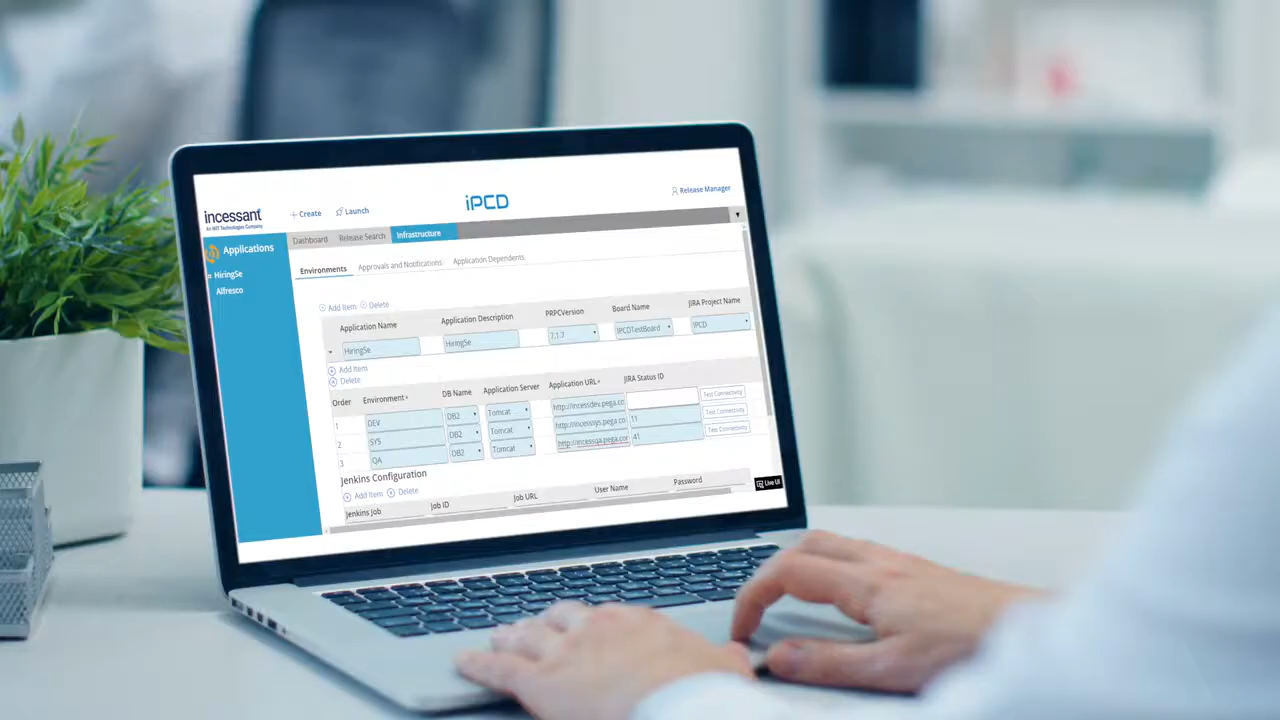 incessant
An NIIT Technologies Company
+ Create
Launch
iPCD
Release Manager
Applications
HiringSe
Alfresco
Dashboard Release Search Infrastructure
Environments Approvals and Notifications Application Dependents
Add Item Delete
Application Name Application Description PRPCVersion Board Name JIRA Project Name
HiringSe HiringSe 7.1.3 IPCDTestBoard IPCD
Add Item
Delete
Order Environment* DB Name Application Server Application URL* JIRA Status ID
1 DEV DB2 Tomcat http://incessdev.pega.co Test Connectivity
2 SYS DB2 Tomcat http://incesssys.pega.co 11 Test Connectivity
3 QA DB2 Tomcat http://incessqa.pega.cor 41 Test Connectivity
Jenkins Configuration
Add Item Delete
Jenkins Job Job ID Job URL User Name Password
Live UI